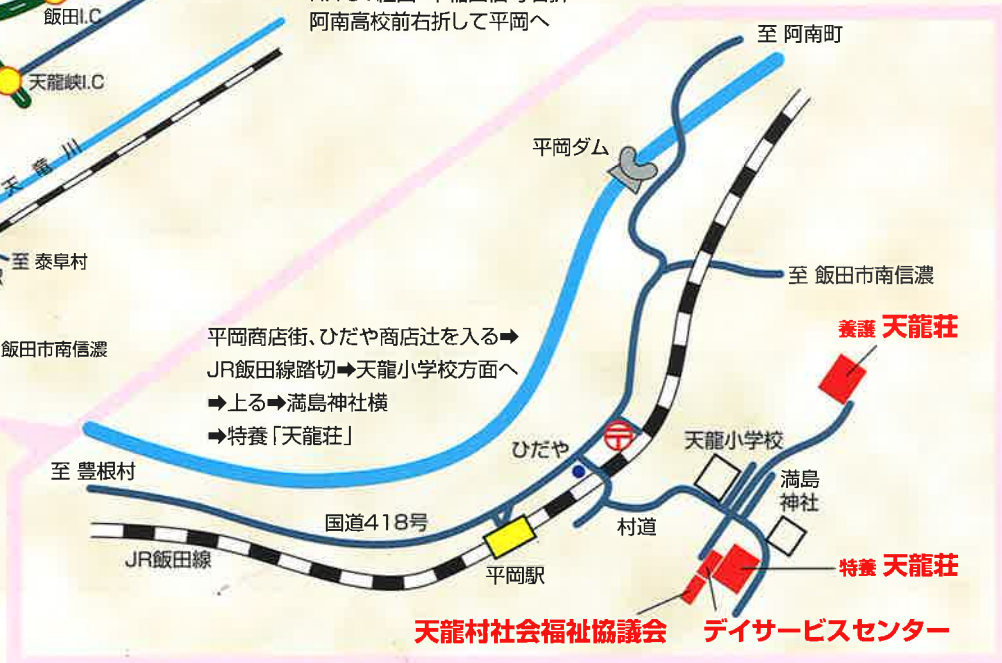 飯田I.C
阿南高校前右折して平岡へ
天龍峡I.C
天竜川
至 泰阜村
飯田市南信濃
至 阿南町
平岡ダム
至 飯田市南信濃
養護 天龍荘
平岡商店街、ひだや商店辻を入る➡
JR飯田線踏切➡天龍小学校方面へ
➡上る➡満島神社横
➡特養「天龍荘」
ひだや
〒
天龍小学校
満島
神社
至 豊根村
国道418号
村道
JR飯田線
平岡駅
特養 天龍荘
天龍村社会福祉協議会
デイサービスセンター